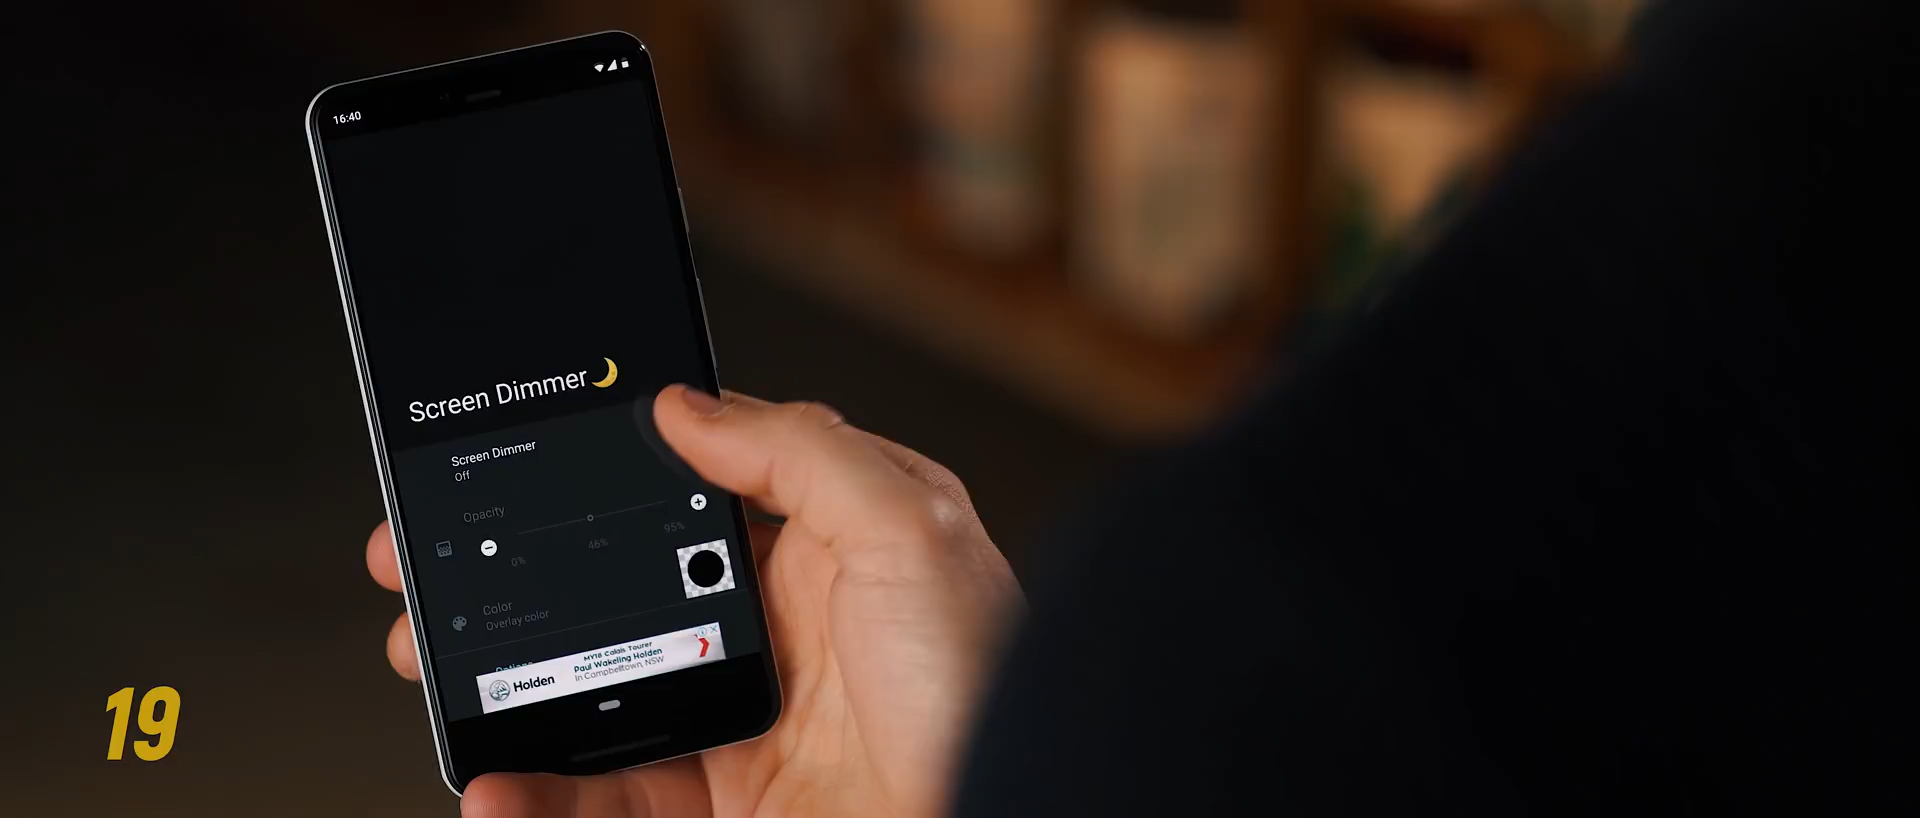 16:40
Screen Dimmer
Screen Dimmer
Off
Opacity
0%
46%
95%
Color
Overlay color
Options
Holden
MY18 Calais Tourer
Paul Wakeling Holden
In Campbelltown, NSW
19